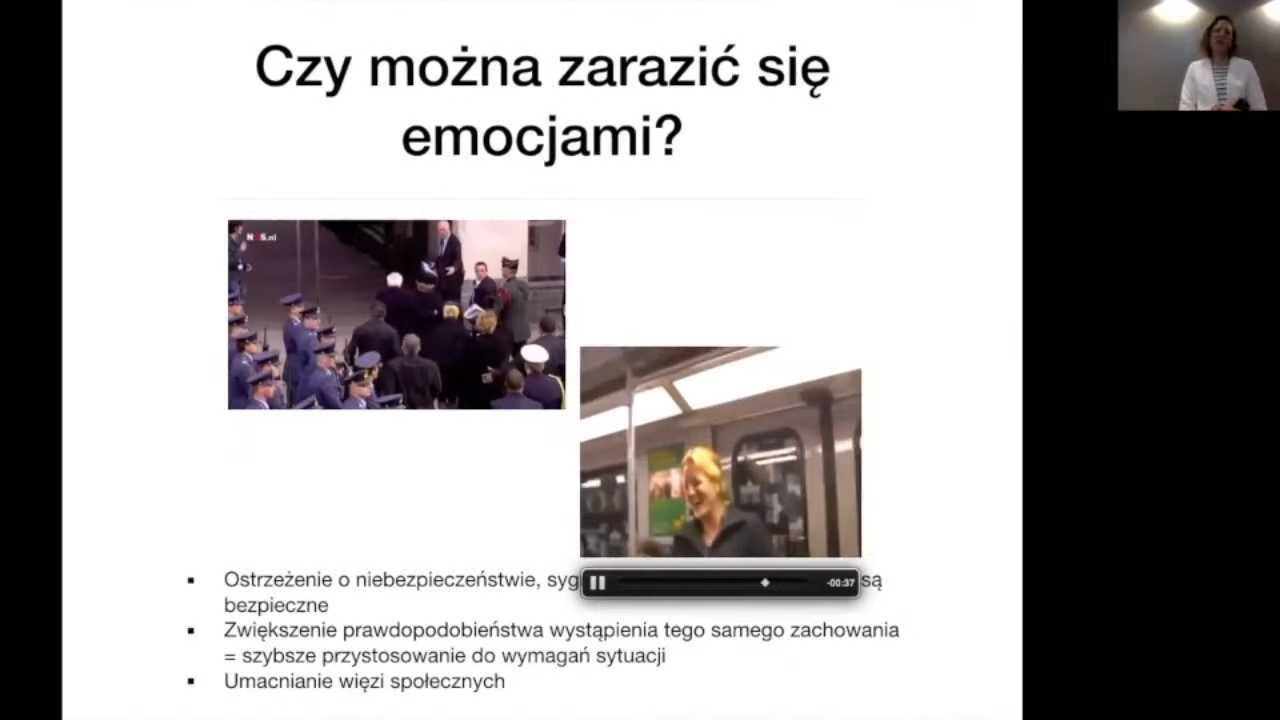 Czy można zarazić się
emocjami?
NOS.nl
Ostrzeżenie o niebezpieczeństwie, są
bezpieczne
-00:37
Zwiększenie prawdopodobieństwa wystąpienia tego samego zachowania
= szybsze przystosowanie do wymagań sytuacji
Umacnianie więzi społecznych